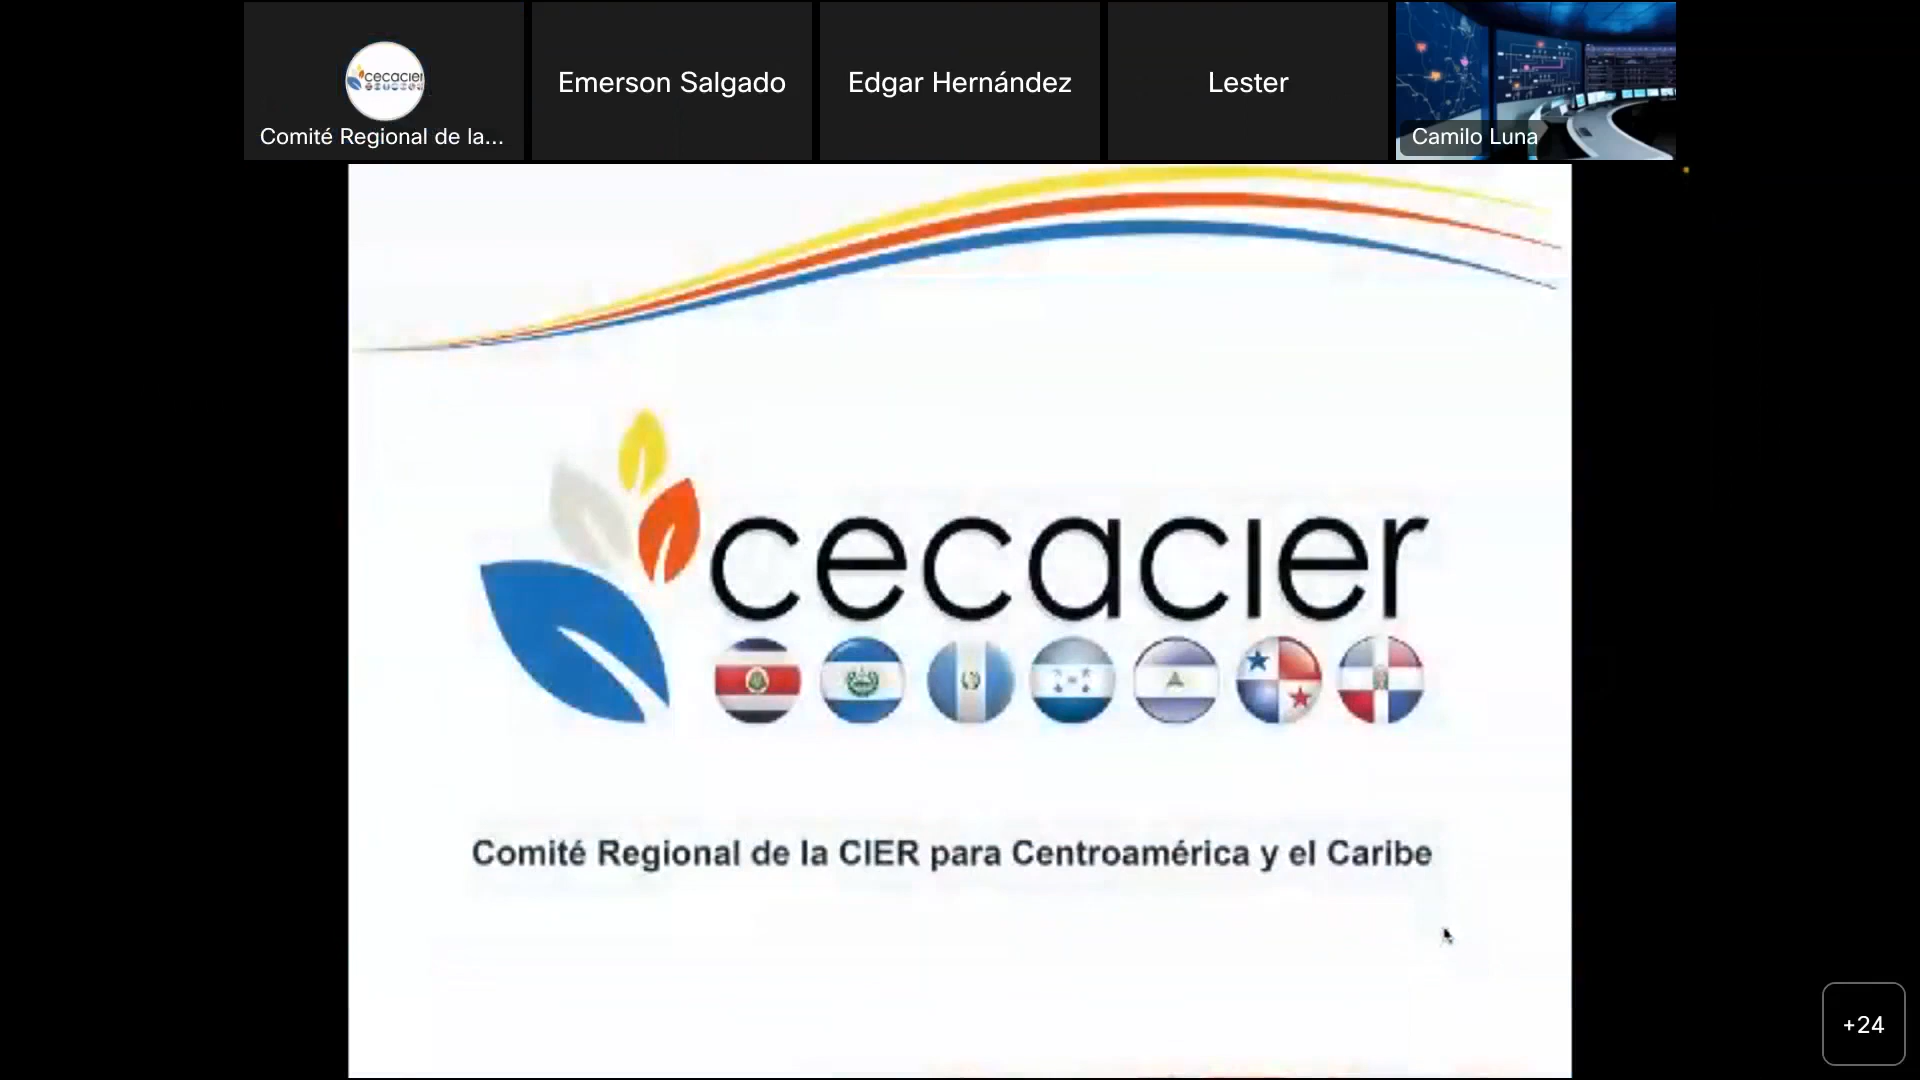 cecacier
Comité Regional de la...
Emerson Salgado
Edgar Hernández
Lester
Camilo Luna
cecacier
Comité Regional de la CIER para Centroamérica y el Caribe
+24